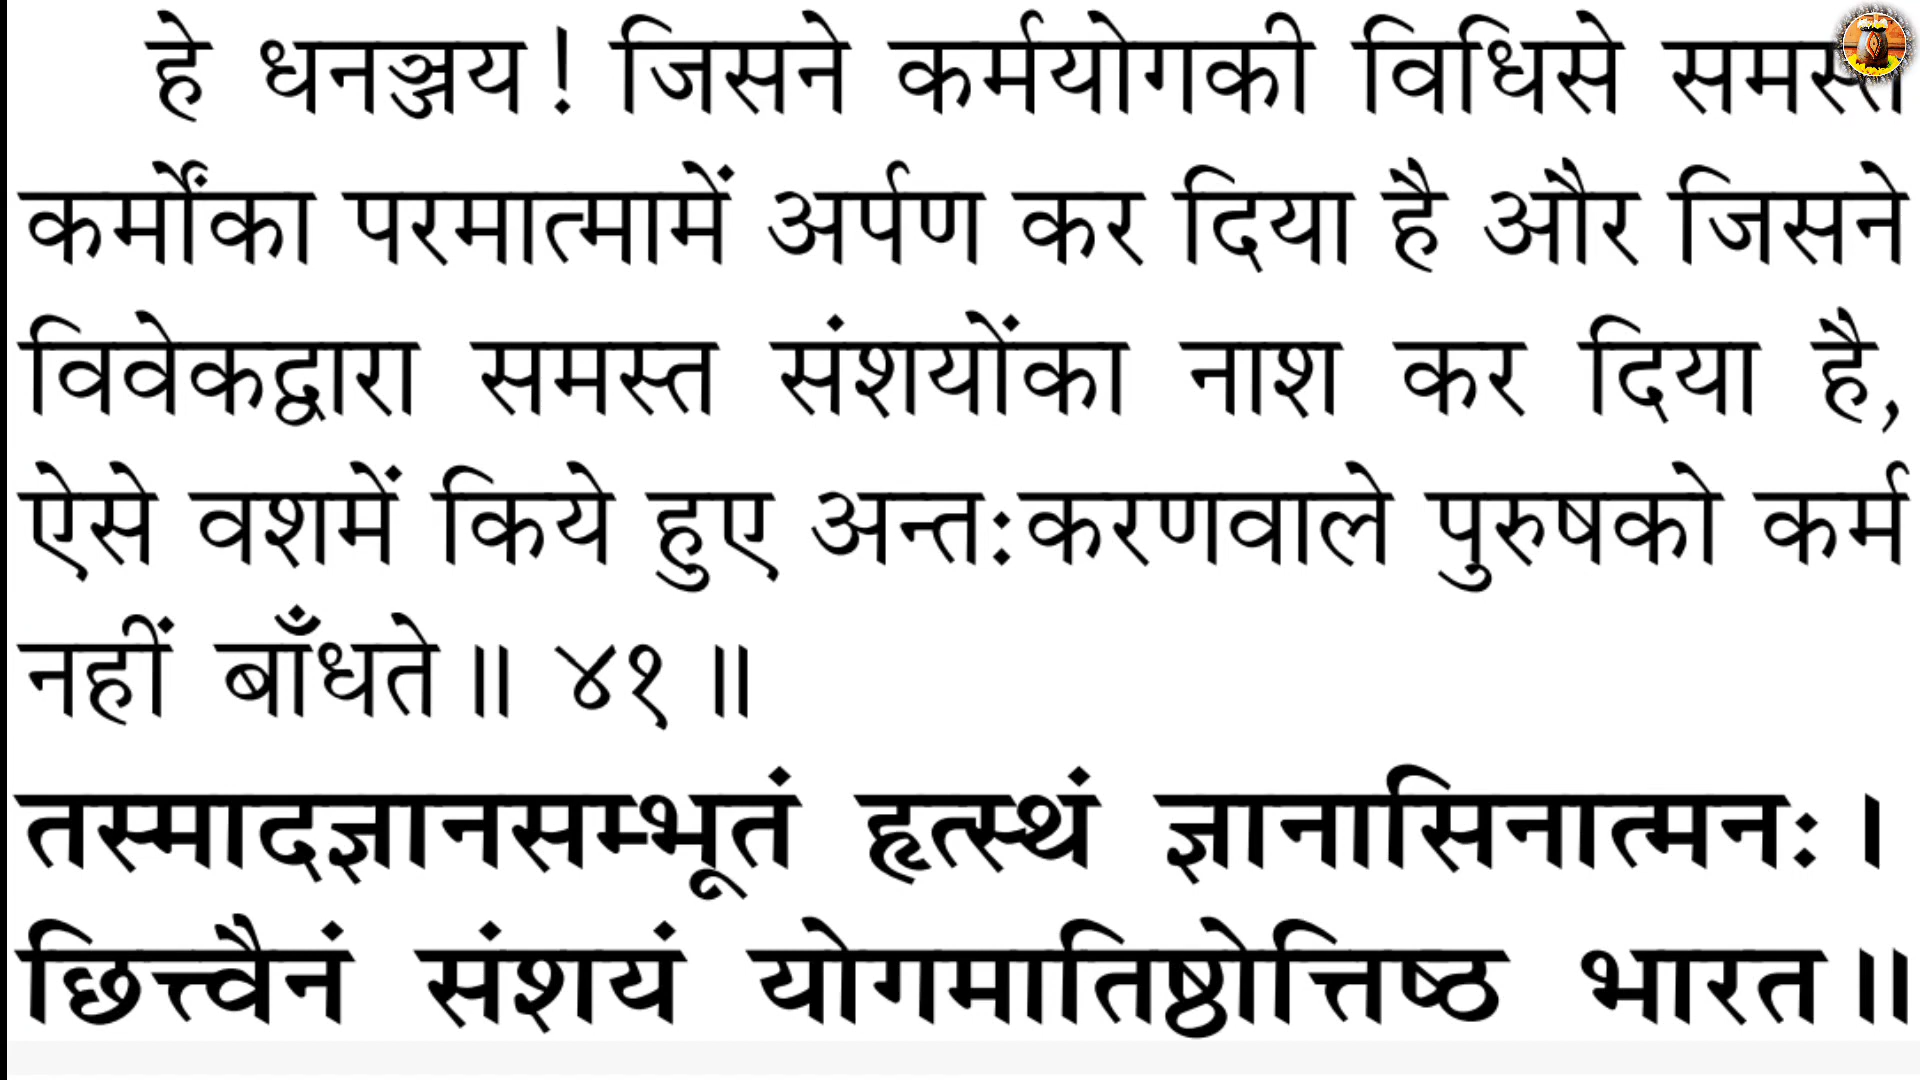 हे धनञ्जय! जिसने कर्मयोगकी विधिसे समस्त
कर्मोंका परमात्मामें अर्पण कर दिया है और जिसने
विवेकद्वारा समस्त संशयोंका नाश कर दिया है,
ऐसे वशमें किये हुए अन्तःकरणवाले पुरुषको कर्म
नहीं बाँधते॥ ४१ ॥
तस्मादज्ञानसम्भूतं हृत्स्थं ज्ञानासिनात्मनः।
छित्त्वैनं संशयं योगमातिष्ठोत्तिष्ठ भारत॥